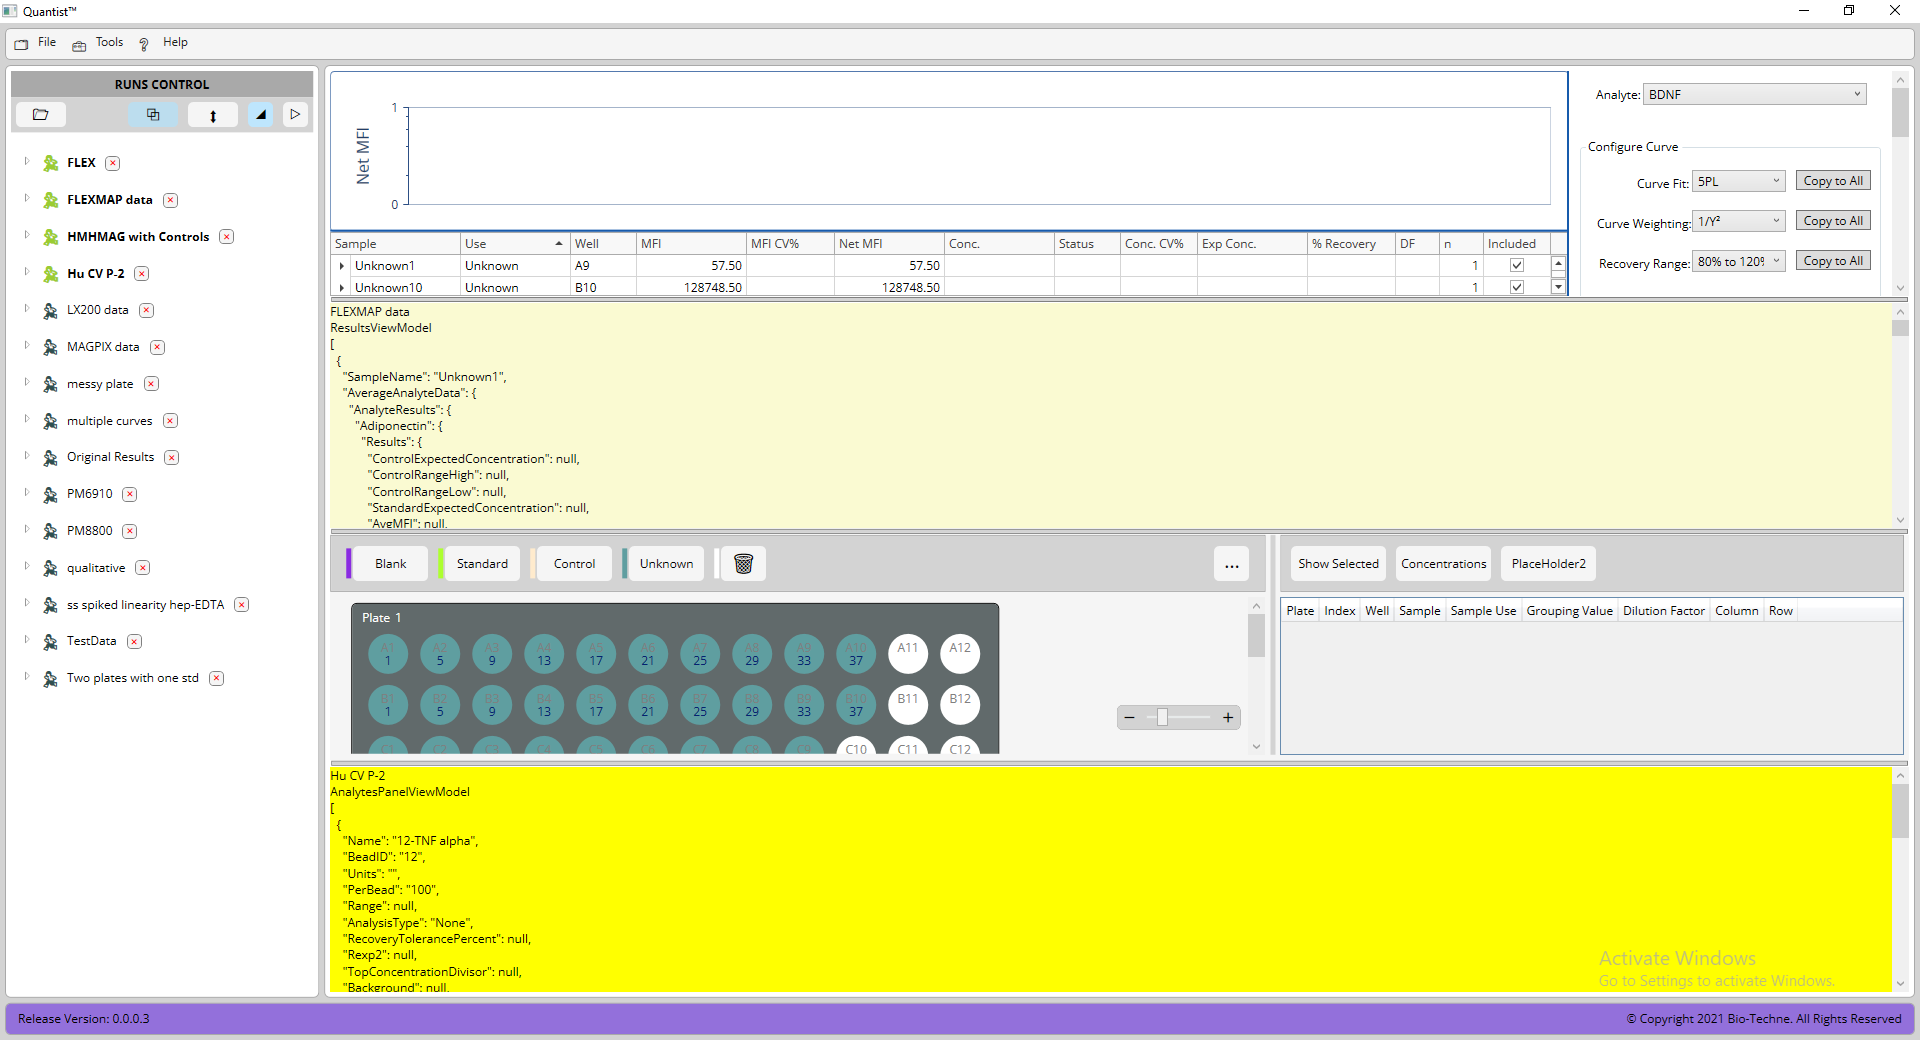 Quantist™
File Tools Help
RUNS CONTROL
FLEX
FLEXMAP data
HMHMAG with Controls
Hu CV P-2
LX200 data
MAGPIX data
messy plate
multiple curves
Original Results
PM6910
PM8800
qualitative
ss spiked linearity hep-EDTA
TestData
Two plates with one std
1
Net MFI
0
Analyte: BDNF
Configure Curve
Curve Fit: 5PL Copy to All
Curve Weighting: 1/Y² Copy to All
Recovery Range: 80% to 120% Copy to All
Sample Use Well MFI MFI CV% Net MFI Conc. Status Conc. CV% Exp Conc. % Recovery DF n Included
Unknown1 Unknown A9 57.50 57.50 1
Unknown10 Unknown B10 128748.50 128748.50 1
FLEXMAP data
ResultsViewModel
[
{
"SampleName": "Unknown1",
"AverageAnalyteData": {
"AnalyteResults": {
"Adiponectin": {
"Results": {
"ControlExpectedConcentration": null,
"ControlRangeHigh": null,
"ControlRangeLow": null,
"StandardExpectedConcentration": null,
"AvgMFI": null,
Blank Standard Control Unknown ...
Show Selected Concentrations PlaceHolder2
Plate 1
A1 A2 A3 A4 A5 A6 A7 A8 A9 A10 A11 A12
1 5 9 13 17 21 25 29 33 37
B1 B2 B3 B4 B5 B6 B7 B8 B9 B10 B11 B12
1 5 9 13 17 21 25 29 33 37
C1 C2 C3 C4 C5 C6 C7 C8 C9 C10 C11 C12
Plate Index Well Sample Sample Use Grouping Value Dilution Factor Column Row
Hu CV P-2
AnalytesPanelViewModel
[
{
"Name": "12-TNF alpha",
"BeadID": "12",
"Units": "",
"PerBead": "100",
"Range": null,
"AnalysisType": "None",
"RecoveryTolerancePercent": null,
"Rexp2": null,
"TopConcentrationDivisor": null,
"Background": null,
Activate Windows
Go to Settings to activate Windows.
Release Version: 0.0.0.3
© Copyright 2021 Bio-Techne. All Rights Reserved